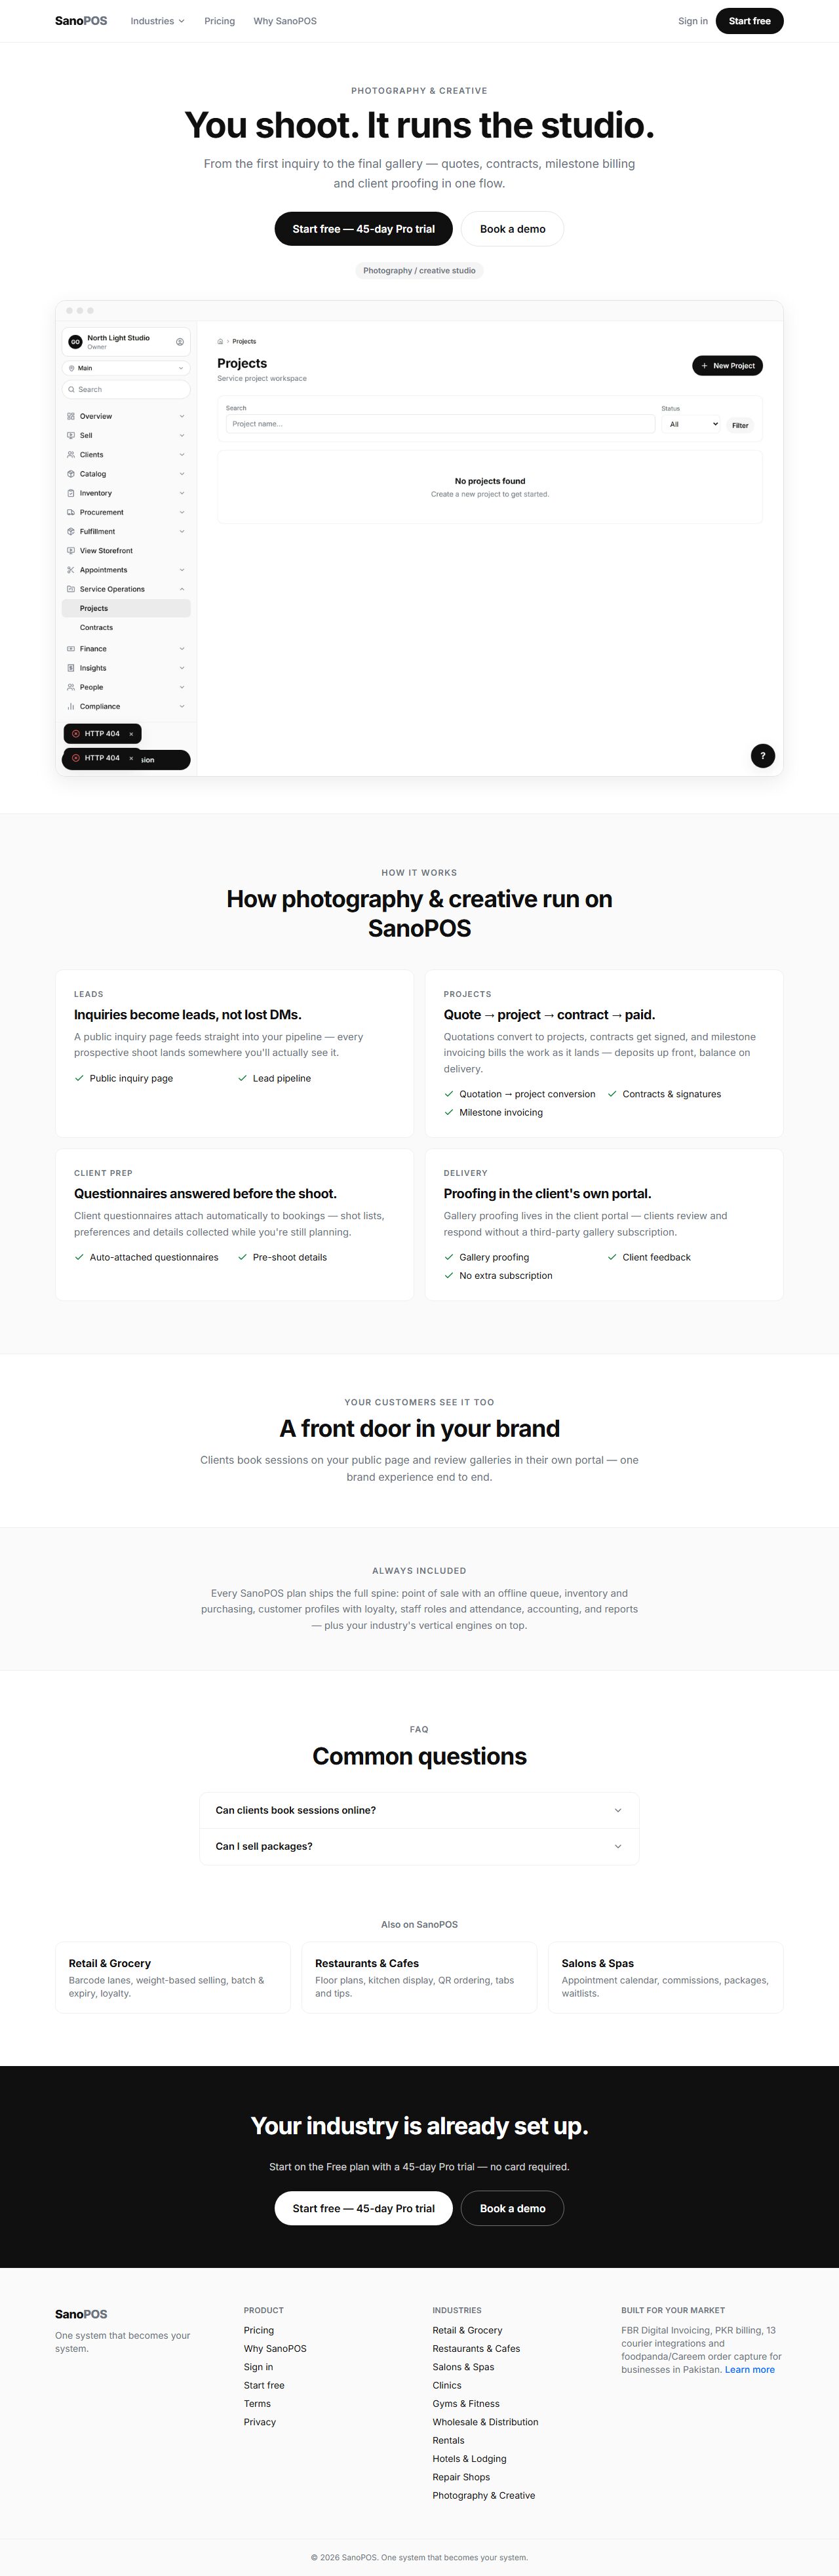 SanoPOS
Industries
Pricing
Why SanoPOS
Sign in
Start free
PHOTOGRAPHY & CREATIVE
You shoot. It runs the studio.
From the first inquiry to the final gallery — quotes, contracts, milestone billing
and client proofing in one flow.
Start free — 45-day Pro trial
Book a demo
Photography / creative studio
GO
North Light Studio
Owner
Main
Search
Overview
Sell
Clients
Catalog
Inventory
Procurement
Fulfillment
View Storefront
Appointments
Service Operations
Projects
Contracts
Finance
Insights
People
Compliance
HTTP 404 ×
HTTP 404 ×
sion
› Projects
Projects
Service project workspace
+ New Project
Search
Project name...
Status
All
Filter
No projects found
Create a new project to get started.
?
HOW IT WORKS
How photography & creative run on
SanoPOS
LEADS
Inquiries become leads, not lost DMs.
A public inquiry page feeds straight into your pipeline — every
prospective shoot lands somewhere you'll actually see it.
Public inquiry page
Lead pipeline
PROJECTS
Quote → project → contract → paid.
Quotations convert to projects, contracts get signed, and milestone
invoicing bills the work as it lands — deposits up front, balance on
delivery.
Quotation → project conversion
Contracts & signatures
Milestone invoicing
CLIENT PREP
Questionnaires answered before the shoot.
Client questionnaires attach automatically to bookings — shot lists,
preferences and details collected while you're still planning.
Auto-attached questionnaires
Pre-shoot details
DELIVERY
Proofing in the client's own portal.
Gallery proofing lives in the client portal — clients review and
respond without a third-party gallery subscription.
Gallery proofing
Client feedback
No extra subscription
YOUR CUSTOMERS SEE IT TOO
A front door in your brand
Clients book sessions on your public page and review galleries in their own portal — one
brand experience end to end.
ALWAYS INCLUDED
Every SanoPOS plan ships the full spine: point of sale with an offline queue, inventory and
purchasing, customer profiles with loyalty, staff roles and attendance, accounting, and reports
— plus your industry's vertical engines on top.
FAQ
Common questions
Can clients book sessions online?
Can I sell packages?
Also on SanoPOS
Retail & Grocery
Barcode lanes, weight-based selling, batch &
expiry, loyalty.
Restaurants & Cafes
Floor plans, kitchen display, QR ordering, tabs
and tips.
Salons & Spas
Appointment calendar, commissions, packages,
waitlists.
Your industry is already set up.
Start on the Free plan with a 45-day Pro trial — no card required.
Start free — 45-day Pro trial
Book a demo
SanoPOS
One system that becomes your
system.
PRODUCT
Pricing
Why SanoPOS
Sign in
Start free
Terms
Privacy
INDUSTRIES
Retail & Grocery
Restaurants & Cafes
Salons & Spas
Clinics
Gyms & Fitness
Wholesale & Distribution
Rentals
Hotels & Lodging
Repair Shops
Photography & Creative
BUILT FOR YOUR MARKET
FBR Digital Invoicing, PKR billing, 13
courier integrations and
foodpanda/Careem order capture for
businesses in Pakistan. Learn more
© 2026 SanoPOS. One system that becomes your system.